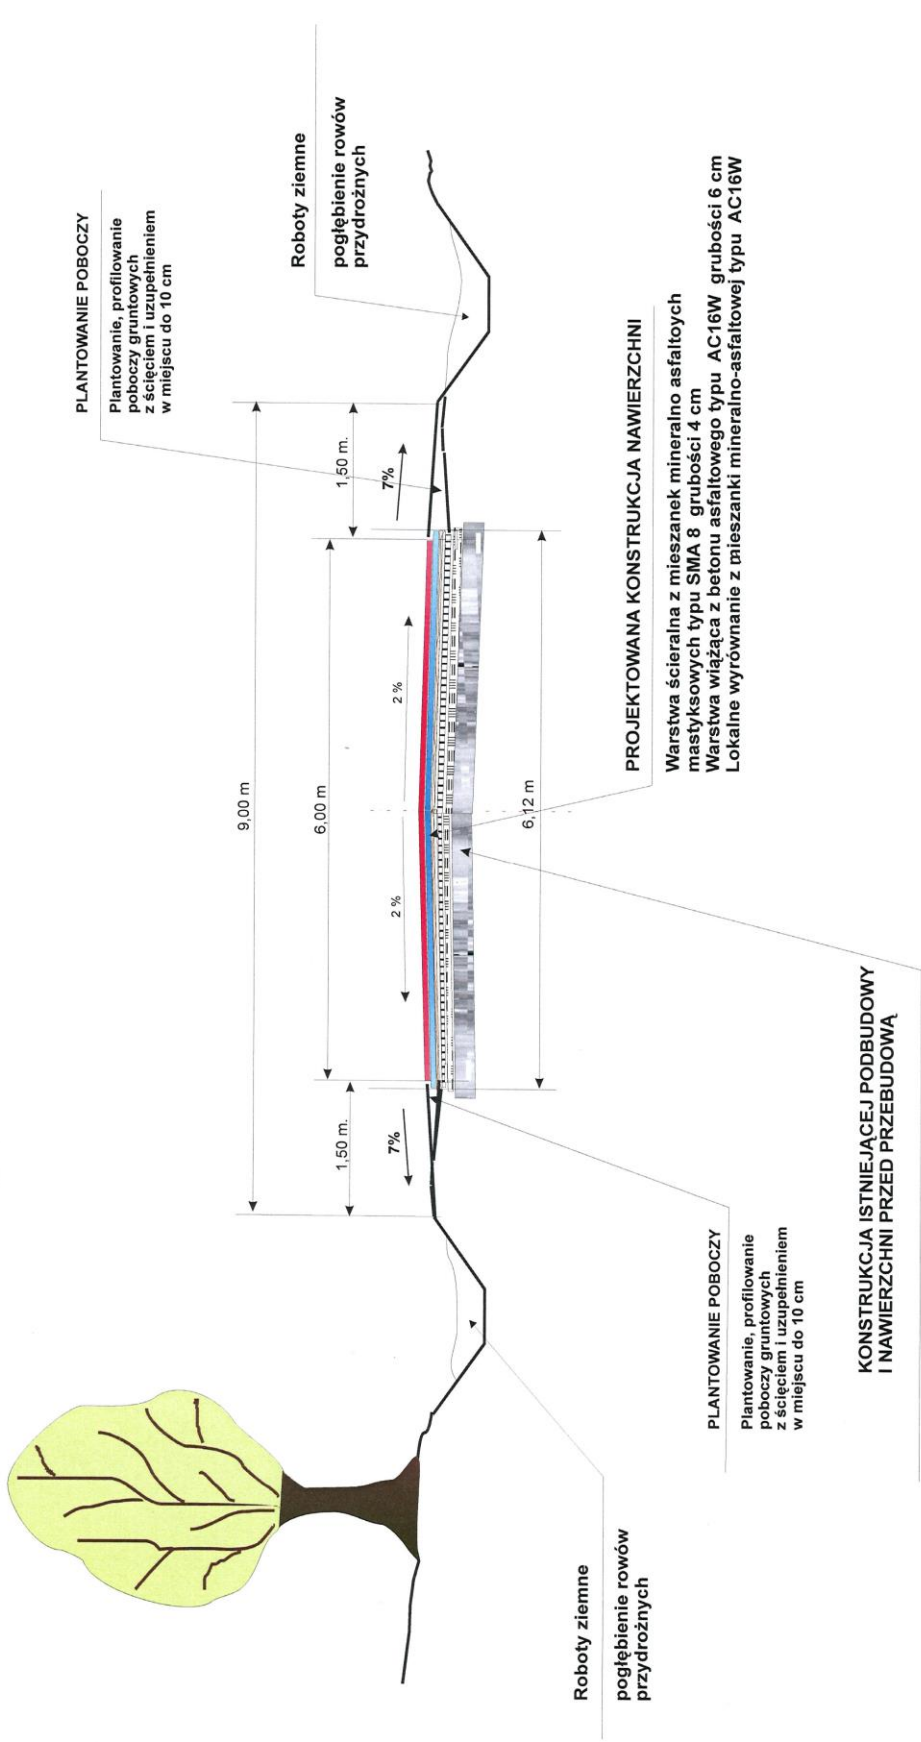 PLANTOWANIE POBOCZY
Plantowanie, profilowanie
poboczy gruntowych
z ścięciem i uzupełnieniem
w miejscu do 10 cm
Roboty ziemne
pogłębienie rowów
przydrożnych
9,00 m
1,50 m.
6,00 m
1,50 m.
7%
2 %
2 %
7%
6,12 m
PROJEKTOWANA KONSTRUKCJA NAWIERZCHNI
Warstwa ścieralna z mieszanek mineralno asfaltoych
mastyksowych typu SMA 8 grubości 4 cm
Warstwa wiążąca z betonu asfaltowego typu AC16W grubości 6 cm
Lokalne wyrównanie z mieszanki mineralno-asfaltowej typu AC16W
Roboty ziemne
pogłębienie rowów
przydrożnych
PLANTOWANIE POBOCZY
Plantowanie, profilowanie
poboczy gruntowych
z ścięciem i uzupełnieniem
w miejscu do 10 cm
KONSTRUKCJA ISTNIEJĄCEJ PODBUDOWY
I NAWIERZCHNI PRZED PRZEBUDOWĄ